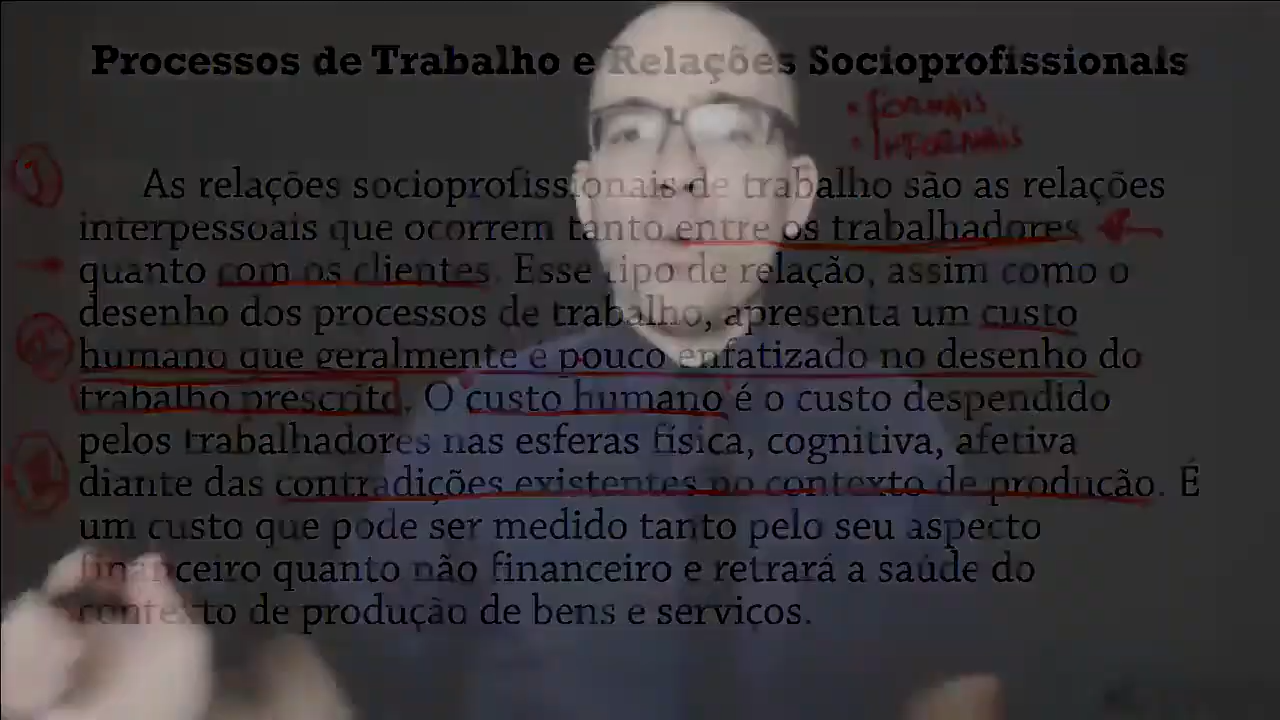 Processos de Trabalho e Relações Socioprofissionais
• formais
• Informais
As relações socioprofissionais de trabalho são as relações
interpessoais que ocorrem tanto entre os trabalhadores
quanto com os clientes. Esse tipo de relação, assim como o
desenho dos processos de trabalho, apresenta um custo
humano que geralmente é pouco enfatizado no desenho do
trabalho prescrito. O custo humano é o custo despendido
pelos trabalhadores nas esferas física, cognitiva, afetiva
diante das contradições existentes no contexto de produção. É
um custo que pode ser medido tanto pelo seu aspecto
financeiro quanto não financeiro e retrará a saúde do
contexto de produção de bens e serviços.